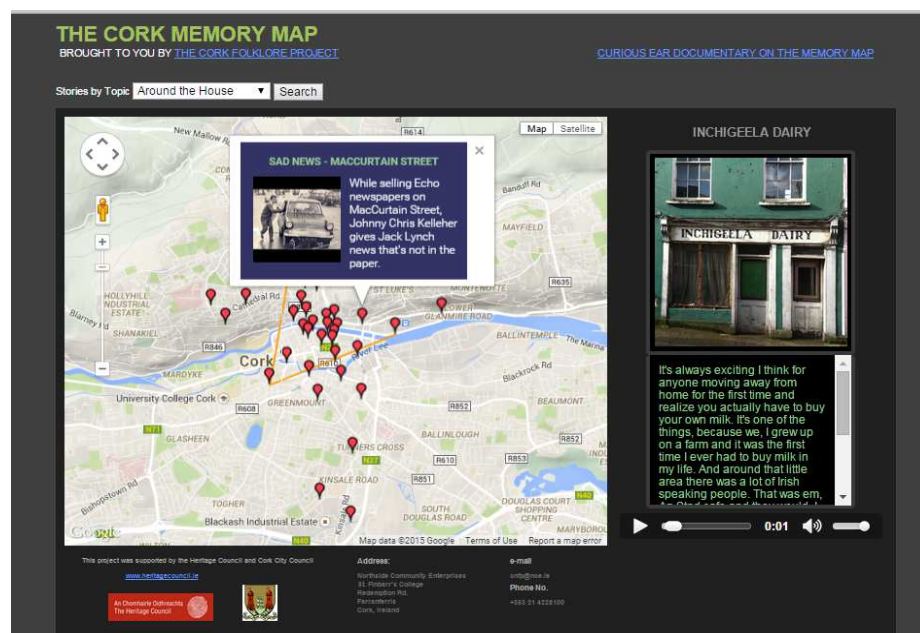 THE CORK MEMORY MAP
BROUGHT TO YOU BY THE CORK FOLKLORE PROJECT
CURIOUS EAR DOCUMENTARY ON THE MEMORY MAP
Stories by Topic Around the House Search
New Mallow
R614
Map Satellite
SAD NEWS - MACCURTAIN STREET
While selling Echo
newspapers on
MacCurtain Street,
Johnny Chris Kelleher
gives Jack Lynch
news that's not in the
paper.
Banduff Rd
MAYFIELD
R635
ST LUKE'S
MONTENOTTE
LOWER
GLANMIRE ROAD
HOLLYHILL
INDUSTRIAL
ESTATE
Cathedral Rd
Blarney
SHANAKIEL
R846
BALLINTEMPLE
The Marina
River Lee
Cork
R610
MARDYKE
Blackrock Rd
University College Cork
R608
GREENMOUNT
R852
BEAUMONT
N71
GLASHEEN
BALLINLOUGH
R852
TURNERS CROSS
N27
R610
R853
KINSALE ROAD
R851
Bishopstown Rd
TOGHER
SOUTH
DOUGLAS ROAD
DOUGLAS COURT
SHOPPING
CENTRE
N40
Kinsale Rd
Blackash Industrial Estate
MARYBOROU
WILTON
N40
Google
Map data ©2015 Google Terms of Use Report a map error
INCHIGEELA DAIRY
INCHIGEELA DAIRY
It's always exciting I think for
anyone moving away from
home for the first time and
realize you actually have to buy
your own milk. It's one of the
things, because we, I grew up
on a farm and it was the first
time I ever had to buy milk in
my life. And around that little
area there was a lot of Irish
speaking people. That was em,
0:01
This project was supported by the Heritage Council and Cork City Council
www.heritagecouncil.ie
An Chomhairle Oidhreachta
The Heritage Council
Address:
Northside Community Enterprises
St. Finbarr's College
Redemption Rd.
Farranferris
Cork, Ireland
e-mail
Phone No.
+353 21 4228100